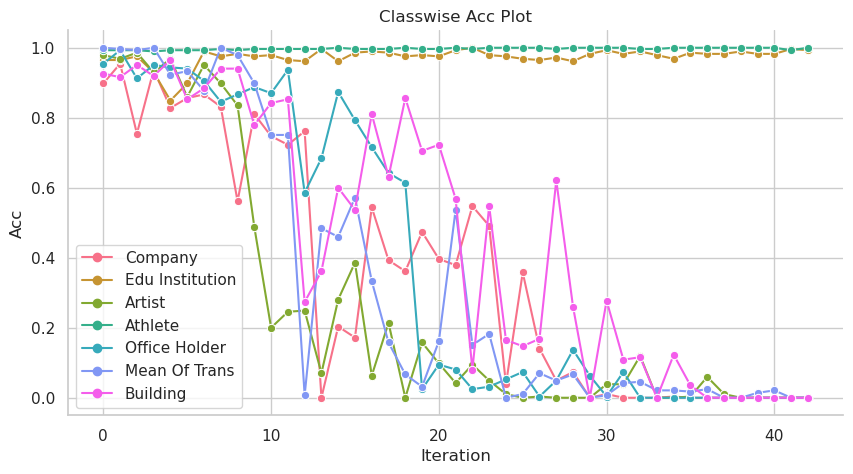 Classwise Acc Plot
1.0
0.8
0.6
0.4
0.2
0.0
Acc
Company
Edu Institution
Artist
Athlete
Office Holder
Mean Of Trans
Building
0 10 20 30 40
Iteration